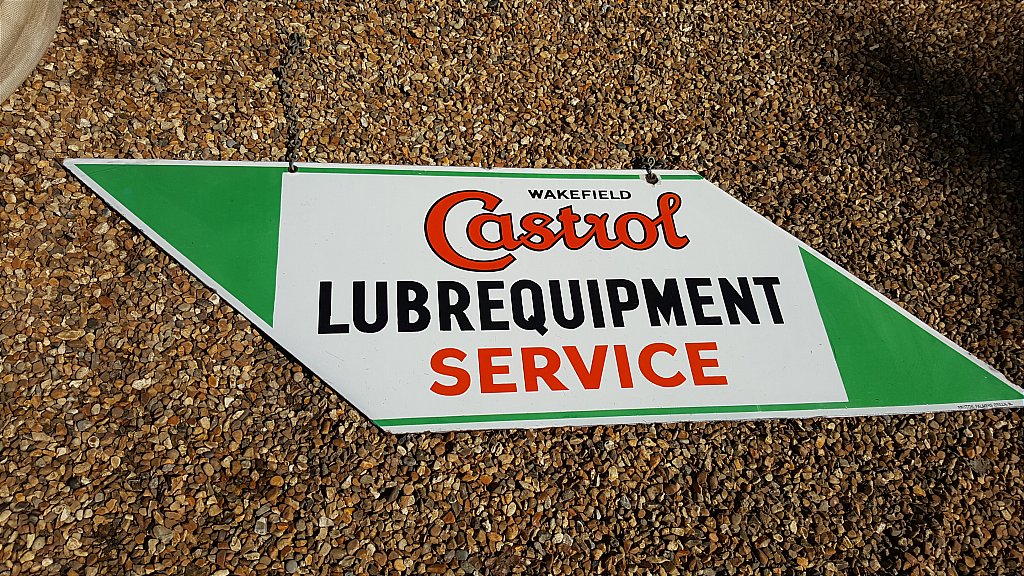 WAKEFIELD
Castrol
LUBREQUIPMENT
SERVICE